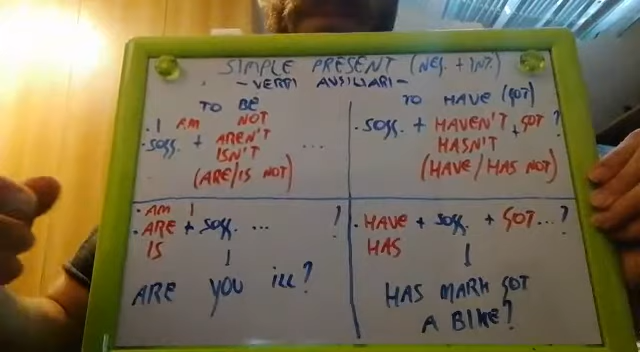 SIMPLE PRESENT (NEG. + INT.)
- VERBI AUSILIARI -
TO BE
. I AM NOT
. SOGG. + AREN'T ...
ISN'T
(ARE/IS NOT)
TO HAVE (GOT)
. SOGG. + HAVEN'T + GOT ?
HASN'T
(HAVE/HAS NOT)
. AM I
. ARE + SOGG. ... ?
IS
ARE YOU ILL?
. HAVE + SOGG. + GOT...?
HAS
HAS MARK GOT
A BIKE?